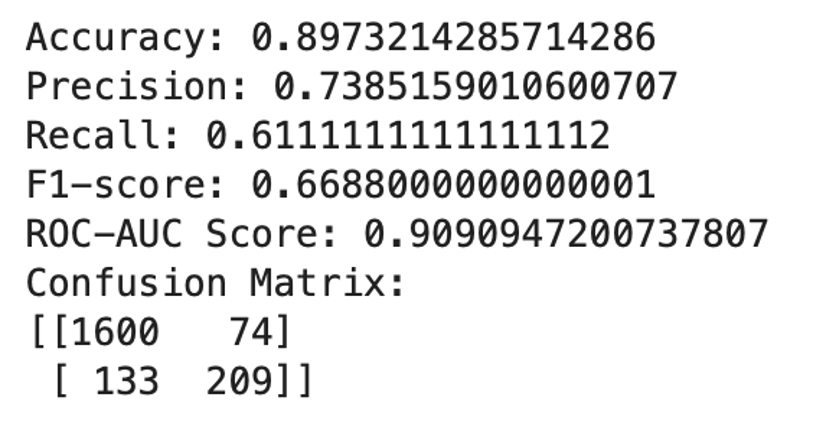 Accuracy: 0.8973214285714286
Precision: 0.7385159010600707
Recall: 0.6111111111111112
F1-score: 0.6688000000000001
ROC-AUC Score: 0.9090947200737807
Confusion Matrix:
[[1600   74]
 [ 133  209]]